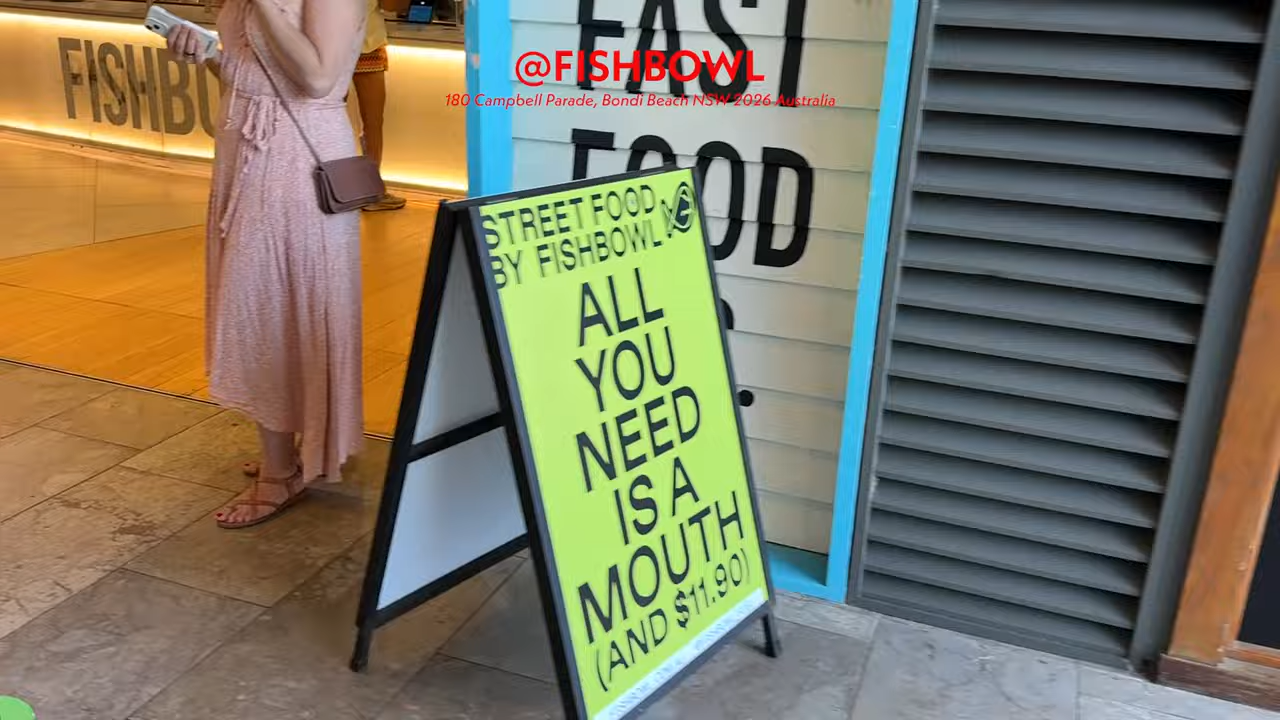 @FISHBOWL
180 Campbell Parade, Bondi Beach NSW 2026 Australia
FISHBO
FAST
FOOD
STREET FOOD
BY FISHBOWL
ALL
YOU
NEED
IS A
MOUTH
(AND $11.90)